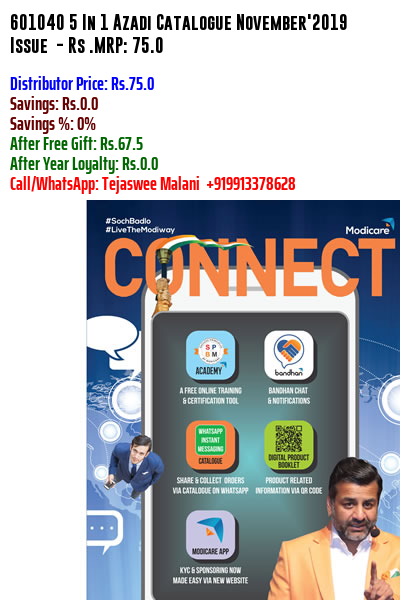 601040 5 In 1 Azadi Catalogue November'2019
Issue - Rs .MRP: 75.0
Distributor Price: Rs.75.0
Savings: Rs.0.0
Savings %: 0%
After Free Gift: Rs.67.5
After Year Loyalty: Rs.0.0
Call/WhatsApp: Tejaswee Malani +919913378628
#SochBadlo
#LiveTheModiway
Modicare
CONNECT
SPBM
ACADEMY
A FREE ONLINE TRAINING
& CERTIFICATION TOOL
bandhan
BANDHAN CHAT
& NOTIFICATIONS
WHATSAPP
INSTANT
MESSAGING
CATALOGUE
SHARE & COLLECT ORDERS
VIA CATALOGUE ON WHATSAPP
DIGITAL PRODUCT
BOOKLET
PRODUCT RELATED
INFORMATION VIA QR CODE
MODICARE APP
KYC & SPONSORING NOW
MADE EASY VIA NEW WEBSITE